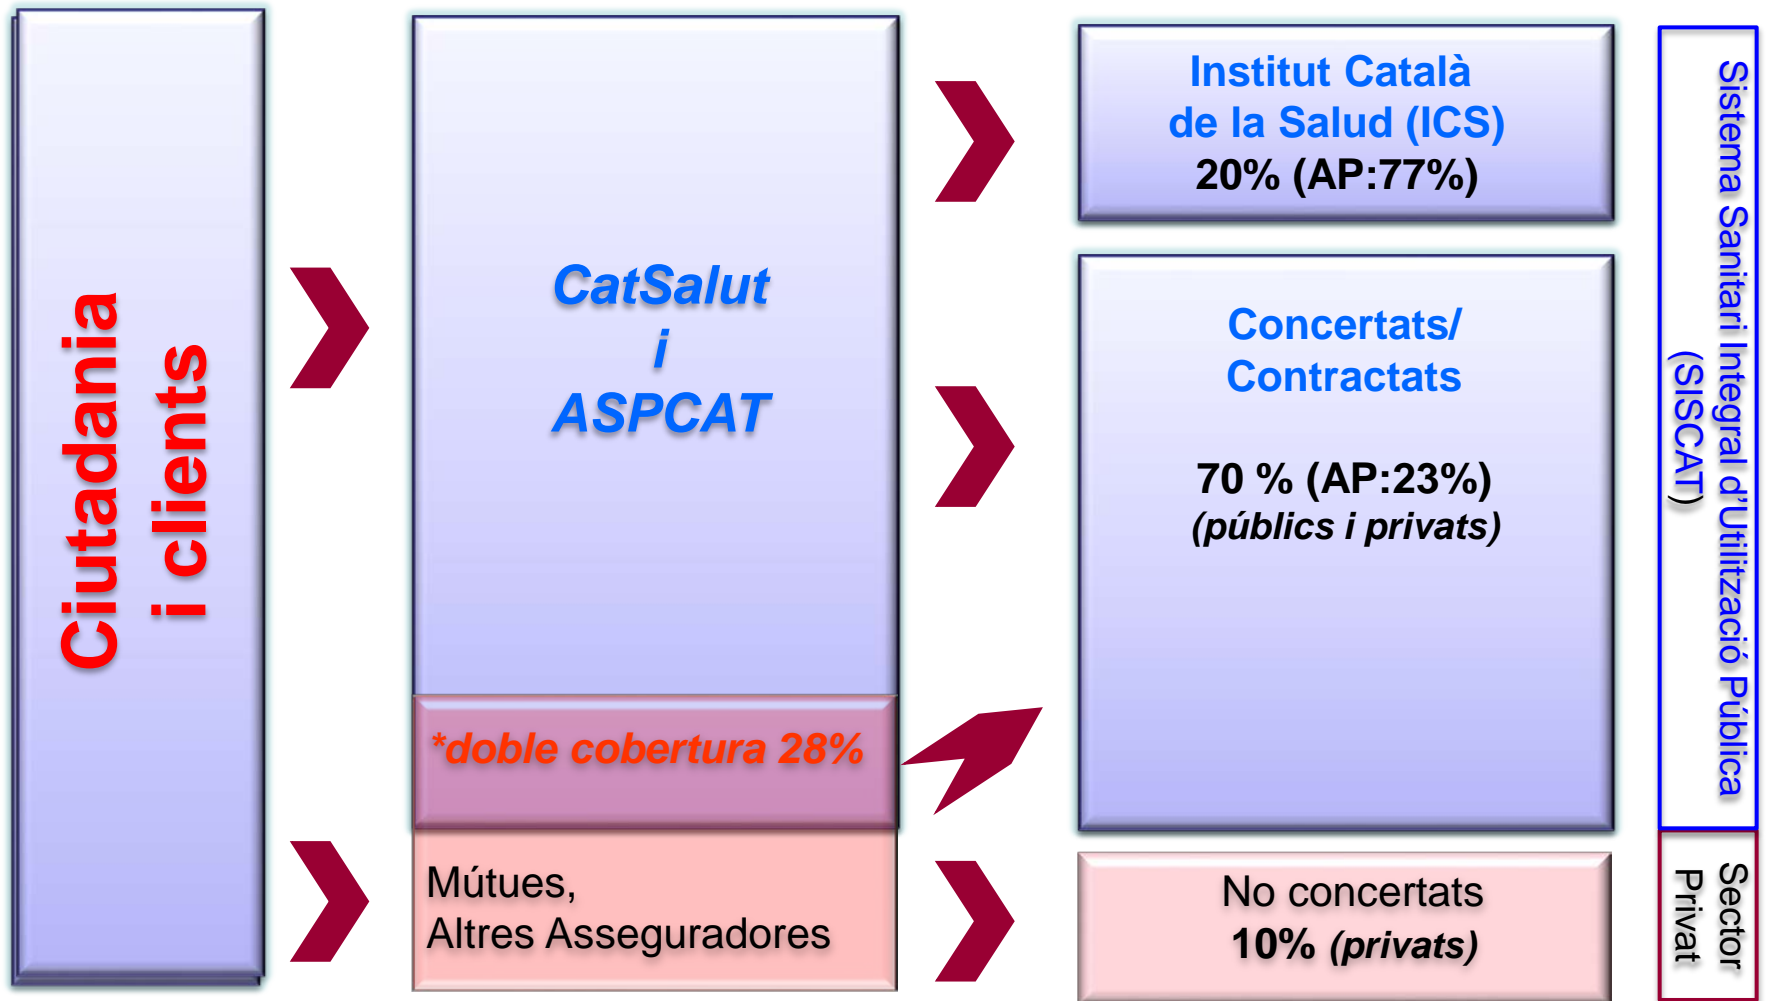 Ciutadania
i clients
CatSalut
i
ASPCAT
*doble cobertura 28%
Mútues,
Altres Asseguradores
Institut Català
de la Salud (ICS)
20% (AP:77%)
Concertats/
Contractats
70 % (AP:23%)
(públics i privats)
No concertats
10% (privats)
Sistema Sanitari Integral d'Utilització Pública
(SISCAT)
Sector
Privat